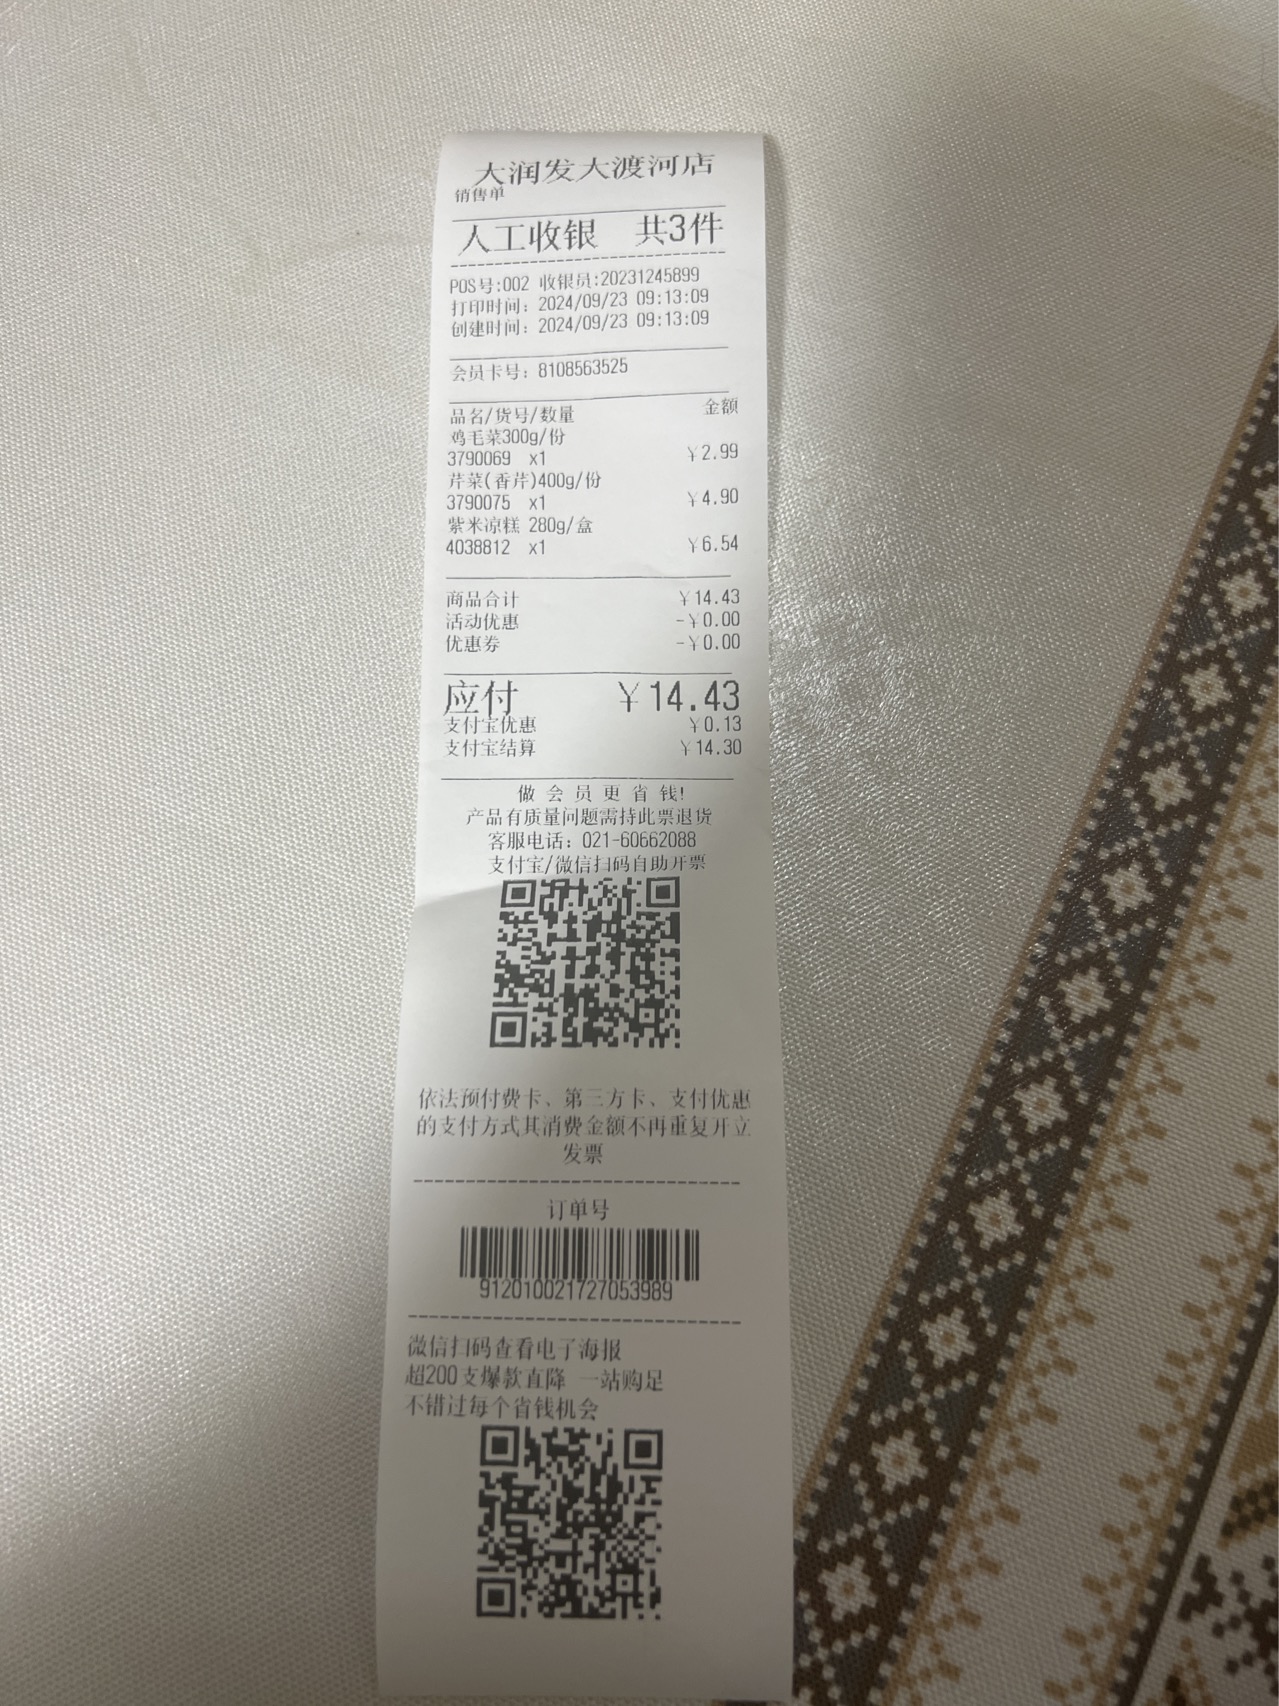 大润发大渡河店
销售单
人工收银 共3件
POS号:002 收银员:20231245899
打印时间: 2024/09/23 09:13:09
创建时间: 2024/09/23 09:13:09
会员卡号: 8108563525
品名/货号/数量 金额
鸡毛菜300g/份
3790069 x1 ¥2.99
芹菜(香芹)400g/份
3790075 x1 ¥4.90
紫米凉糕 280g/盒
4038812 x1 ¥6.54
商品合计 ¥14.43
活动优惠 -¥0.00
优惠券 -¥0.00
应付 ¥14.43
支付宝优惠 ¥0.13
支付宝结算 ¥14.30
做 会 员 更 省 钱!
产品有质量问题需持此票退货
客服电话: 021-60662088
支付宝/微信扫码自助开票
依法预付费卡、第三方卡、支付优惠
的支付方式其消费金额不再重复开立
发票
订单号
912010021727053989
微信扫码查看电子海报
超200支爆款直降 一站购足
不错过每个省钱机会